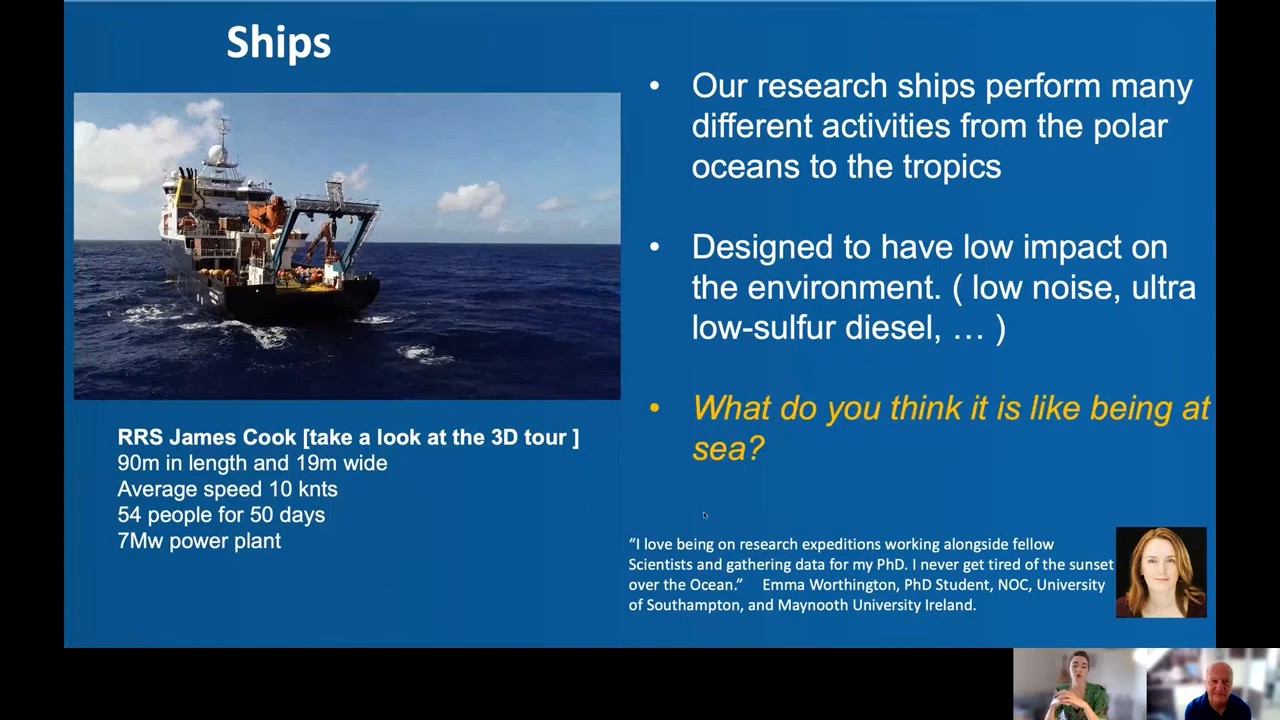 Ships
• Our research ships perform many
different activities from the polar
oceans to the tropics
• Designed to have low impact on
the environment. ( low noise, ultra
low-sulfur diesel, … )
• What do you think it is like being at
sea?
RRS James Cook [take a look at the 3D tour ]
90m in length and 19m wide
Average speed 10 knts
54 people for 50 days
7Mw power plant
“I love being on research expeditions working alongside fellow
Scientists and gathering data for my PhD. I never get tired of the sunset
over the Ocean.” Emma Worthington, PhD Student, NOC, University
of Southampton, and Maynooth University Ireland.